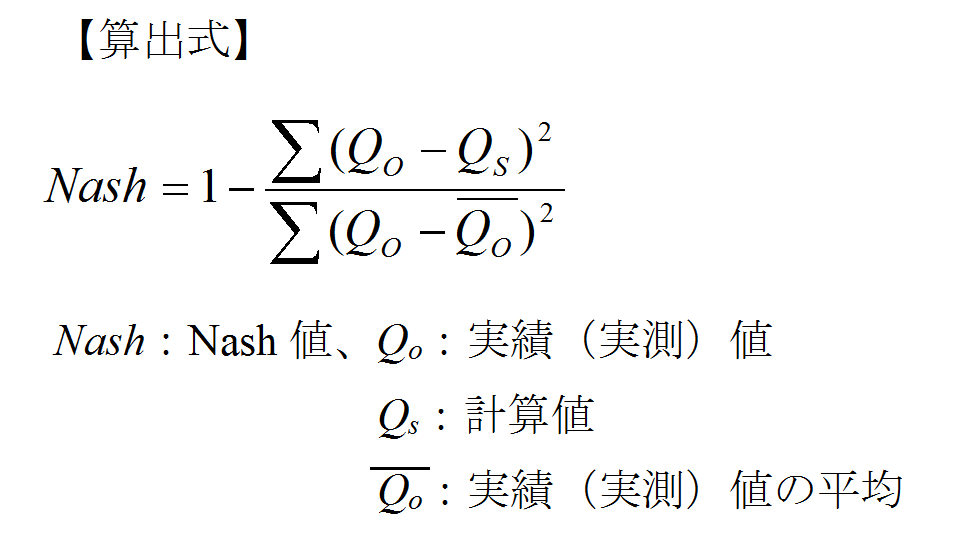 【算出式】
Nash = 1 − ∑(Qo − Qs)² / ∑(Qo − Q̅o)²
Nash：Nash 値、Qo：実績（実測）値
Qs：計算値
Q̅o：実績（実測）値の平均